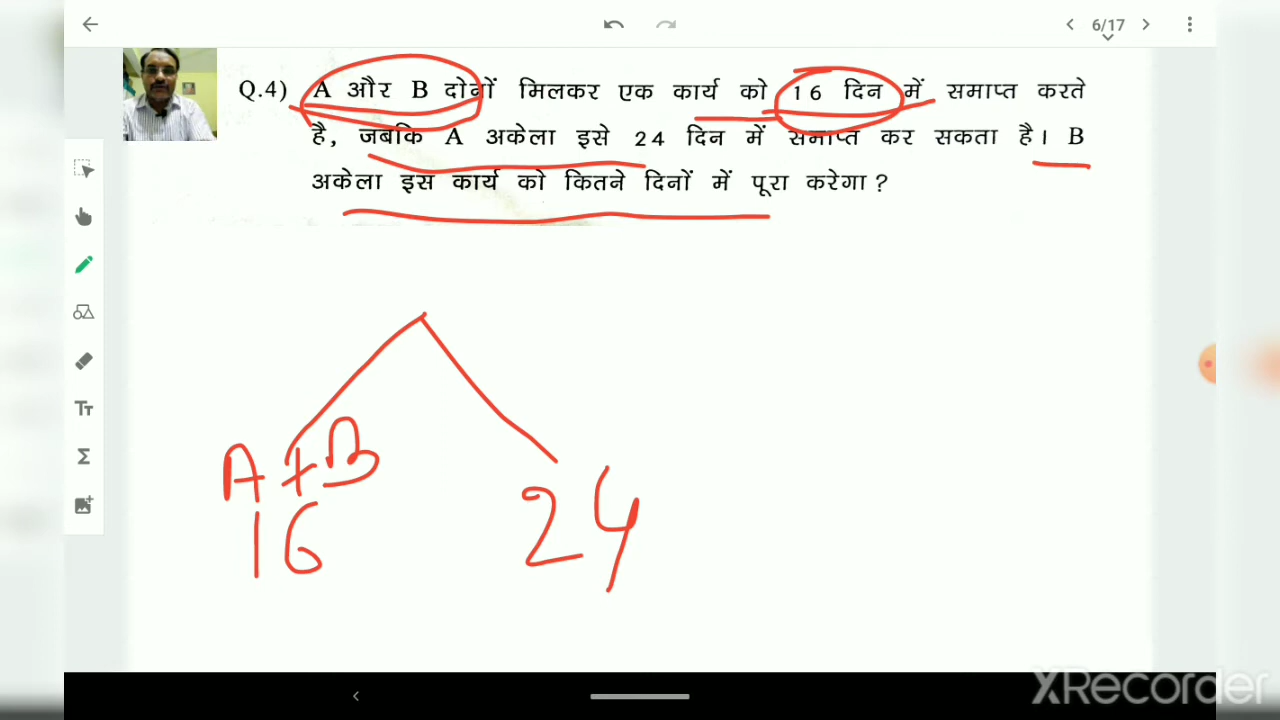 6/17
Q.4) A और B दोनों मिलकर एक कार्य को 16 दिन में समाप्त करते
है, जबकि A अकेला इसे 24 दिन में समाप्त कर सकता है। B
अकेला इस कार्य को कितने दिनों में पूरा करेगा?
Tт
Σ
A+B
16 24
XRecorder